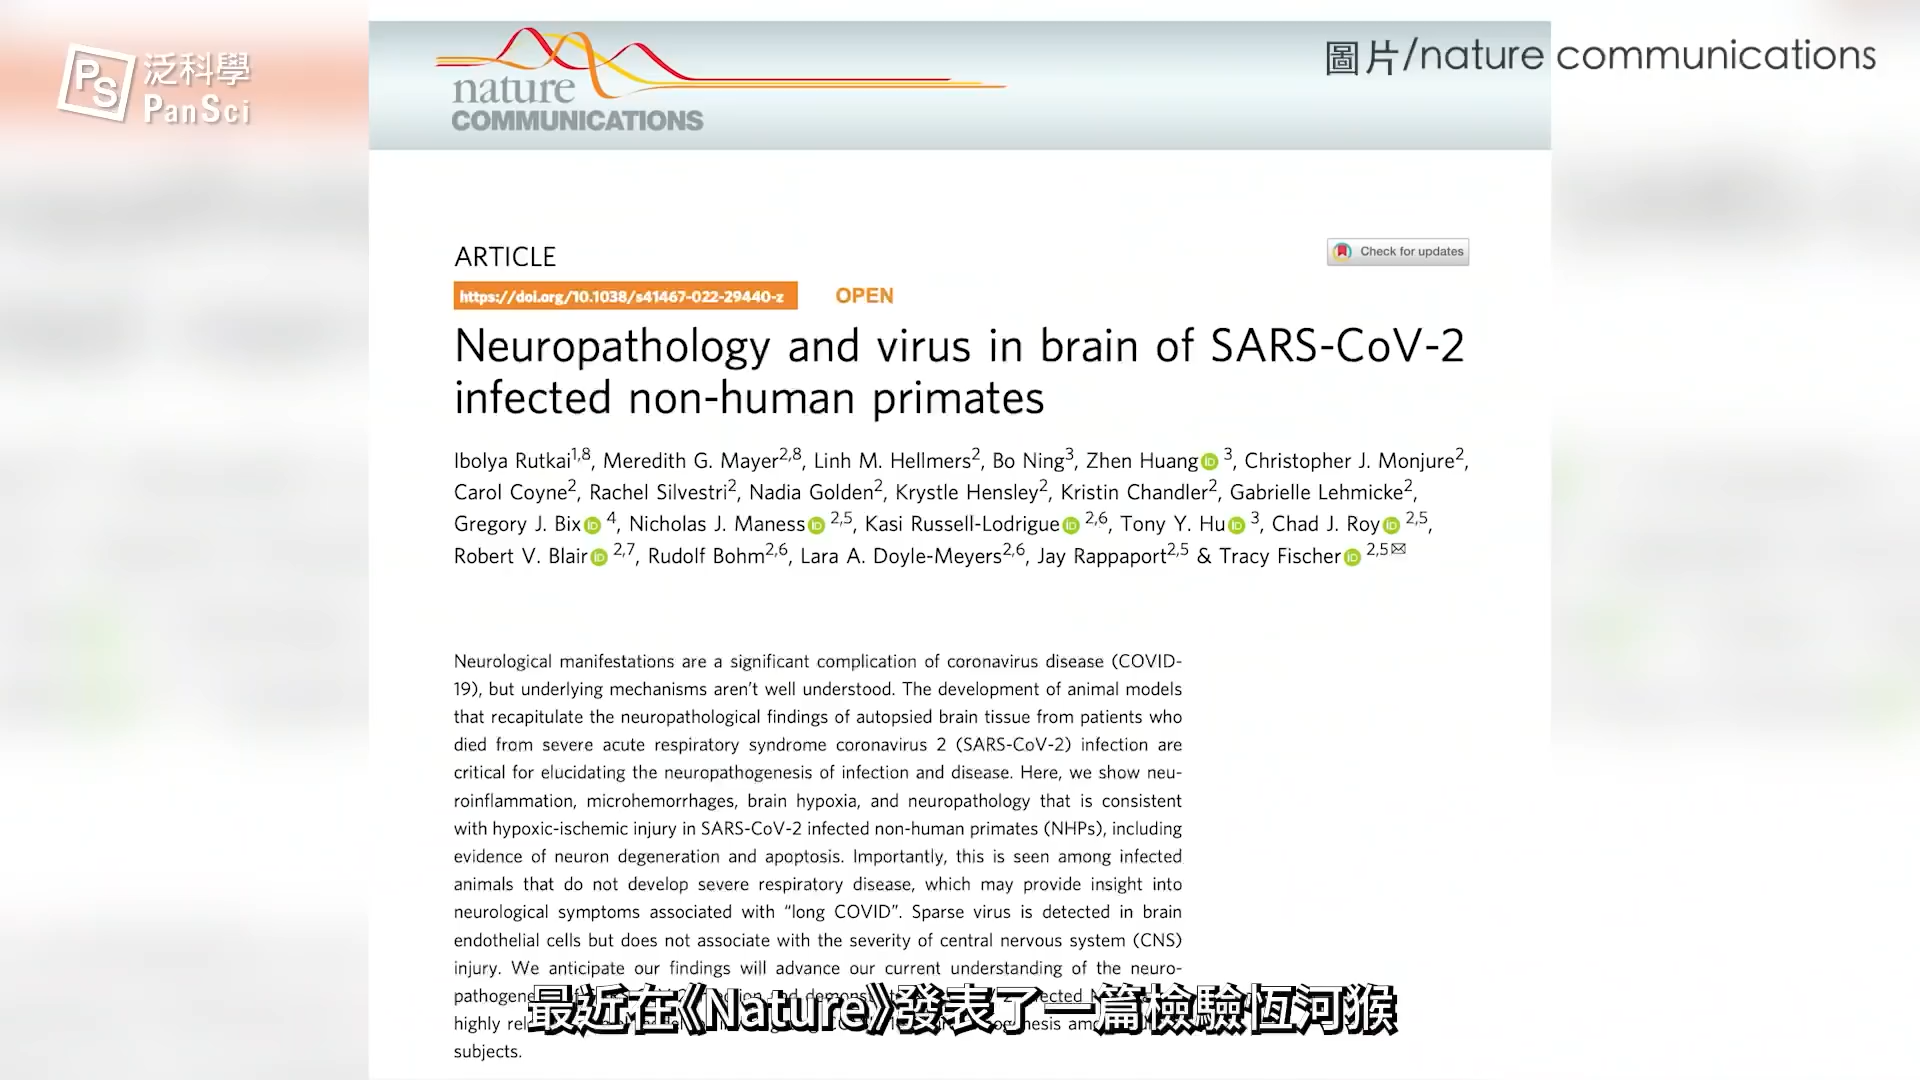 泛科學
PanSci
圖片/nature communications
nature
COMMUNICATIONS
ARTICLE
Check for updates
https://doi.org/10.1038/s41467-022-29440-z
OPEN
Neuropathology and virus in brain of SARS-CoV-2
infected non-human primates
Ibolya Rutkai1,8, Meredith G. Mayer2,8, Linh M. Hellmers2, Bo Ning3, Zhen Huang iD 3, Christopher J. Monjure2,
Carol Coyne2, Rachel Silvestri2, Nadia Golden2, Krystle Hensley2, Kristin Chandler2, Gabrielle Lehmicke2,
Gregory J. Bix iD 4, Nicholas J. Maness iD 2,5, Kasi Russell-Lodrigue iD 2,6, Tony Y. Hu iD 3, Chad J. Roy iD 2,5,
Robert V. Blair iD 2,7, Rudolf Bohm2,6, Lara A. Doyle-Meyers2,6, Jay Rappaport2,5 & Tracy Fischer iD 2,5✉
Neurological manifestations are a significant complication of coronavirus disease (COVID-
19), but underlying mechanisms aren't well understood. The development of animal models
that recapitulate the neuropathological findings of autopsied brain tissue from patients who
died from severe acute respiratory syndrome coronavirus 2 (SARS-CoV-2) infection are
critical for elucidating the neuropathogenesis of infection and disease. Here, we show neu-
roinflammation, microhemorrhages, brain hypoxia, and neuropathology that is consistent
with hypoxic-ischemic injury in SARS-CoV-2 infected non-human primates (NHPs), including
evidence of neuron degeneration and apoptosis. Importantly, this is seen among infected
animals that do not develop severe respiratory disease, which may provide insight into
neurological symptoms associated with “long COVID”. Sparse virus is detected in brain
endothelial cells but does not associate with the severity of central nervous system (CNS)
injury. We anticipate our findings will advance our current understanding of the neuro-
highly
subjects.
最近在《Nature》發表了一篇檢驗恆河猴